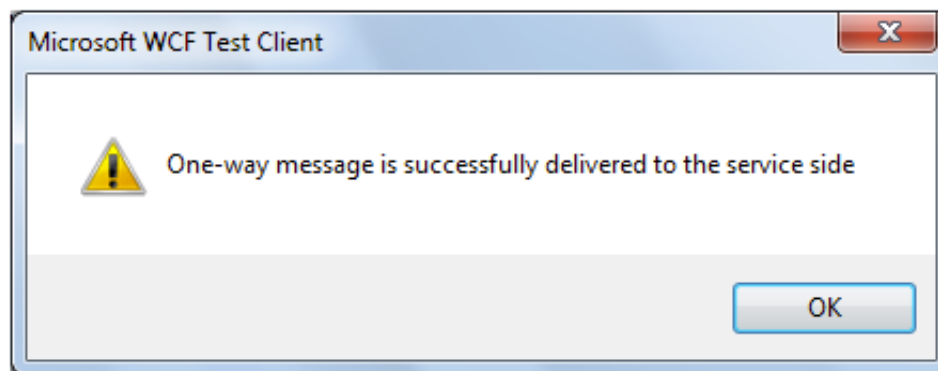 Microsoft WCF Test Client
One-way message is successfully delivered to the service side
OK